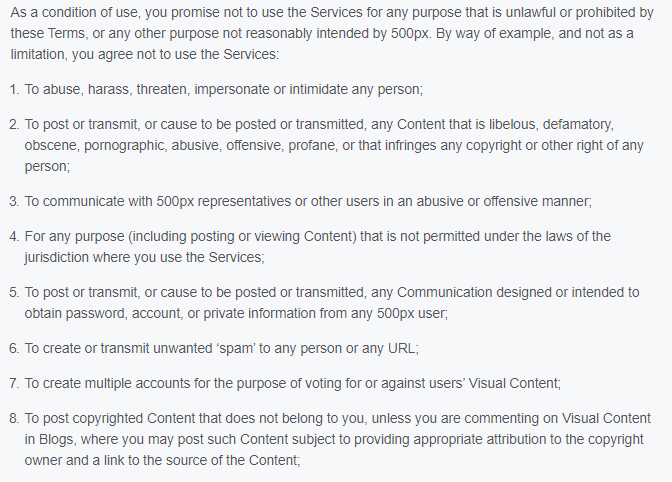 As a condition of use, you promise not to use the Services for any purpose that is unlawful or prohibited by
these Terms, or any other purpose not reasonably intended by 500px. By way of example, and not as a
limitation, you agree not to use the Services:
1. To abuse, harass, threaten, impersonate or intimidate any person;
2. To post or transmit, or cause to be posted or transmitted, any Content that is libelous, defamatory,
obscene, pornographic, abusive, offensive, profane, or that infringes any copyright or other right of any
person;
3. To communicate with 500px representatives or other users in an abusive or offensive manner;
4. For any purpose (including posting or viewing Content) that is not permitted under the laws of the
jurisdiction where you use the Services;
5. To post or transmit, or cause to be posted or transmitted, any Communication designed or intended to
obtain password, account, or private information from any 500px user;
6. To create or transmit unwanted ‘spam’ to any person or any URL;
7. To create multiple accounts for the purpose of voting for or against users’ Visual Content;
8. To post copyrighted Content that does not belong to you, unless you are commenting on Visual Content
in Blogs, where you may post such Content subject to providing appropriate attribution to the copyright
owner and a link to the source of the Content;